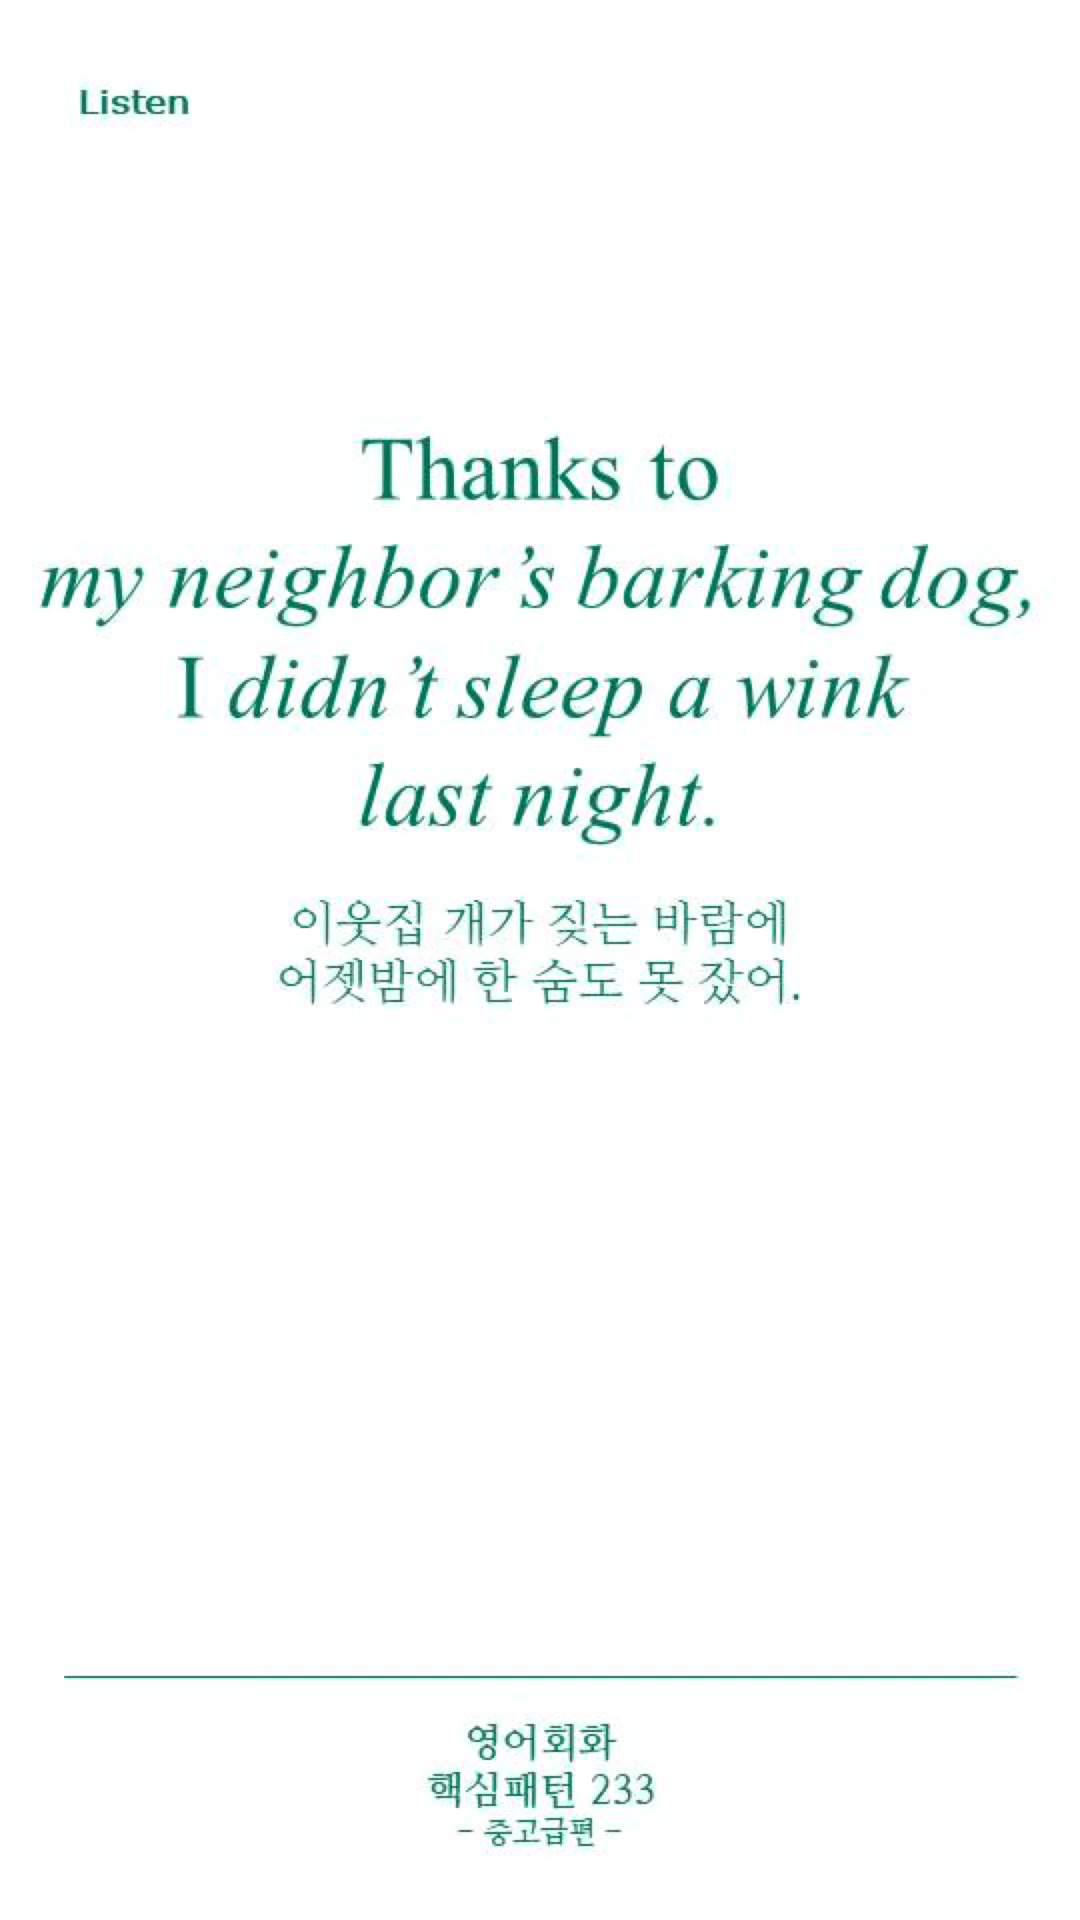 Listen
Thanks to
my neighbor’s barking dog,
I didn’t sleep a wink
last night.
이웃집 개가 짖는 바람에
어젯밤에 한 숨도 못 잤어.
영어회화
핵심패턴 233
- 중고급편 -